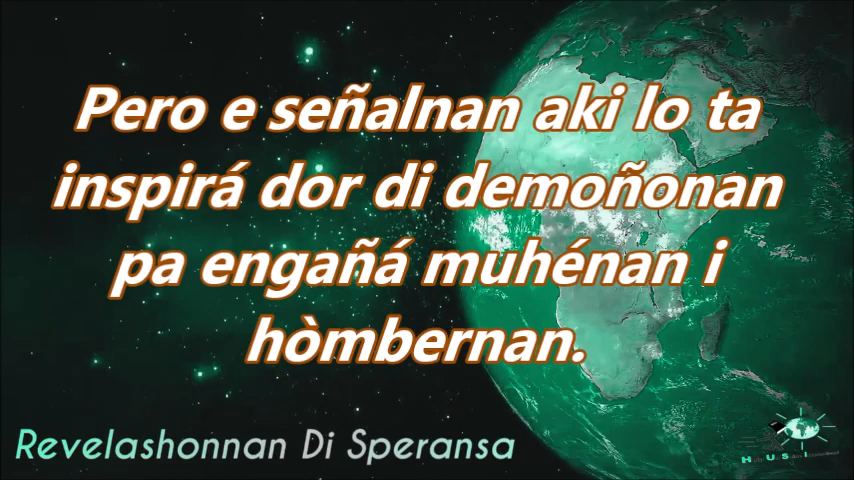 Pero e señalnan aki lo ta
inspirá dor di demoñonan
pa engañá muhénan i
hòmbernan.
Revelashonnan Di Speransa
H U S I